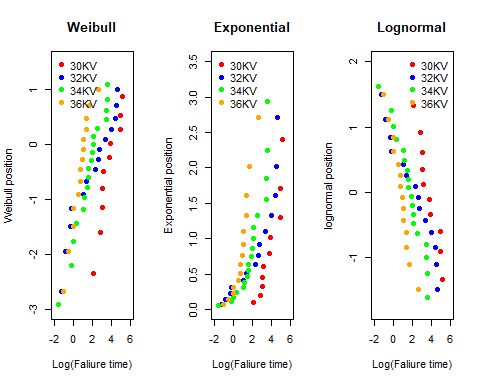 Weibull
Weibull position
1
0
-1
-2
-3
30KV
32KV
34KV
36KV
-2 0 2 4 6
Log(Faliure time)
Exponential
Exponential position
3.5
3.0
2.5
2.0
1.5
1.0
0.5
0.0
30KV
32KV
34KV
36KV
-2 0 2 4 6
Log(Faliure time)
Lognormal
lognormal position
2
1
0
-1
30KV
32KV
34KV
36KV
-2 0 2 4 6
Log(Faliure time)